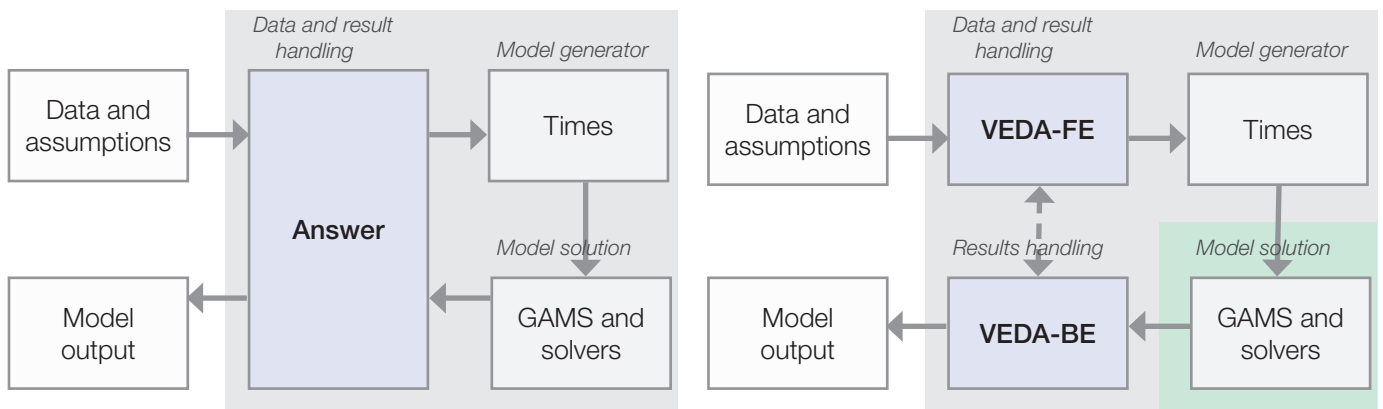 Data and result
handling
Model generator
Data and
assumptions
Times
Answer
Model solution
Model
output
GAMS and
solvers
Data and result
handling
Model generator
Data and
assumptions
VEDA-FE
Times
Results handling
Model solution
Model
output
VEDA-BE
GAMS and
solvers